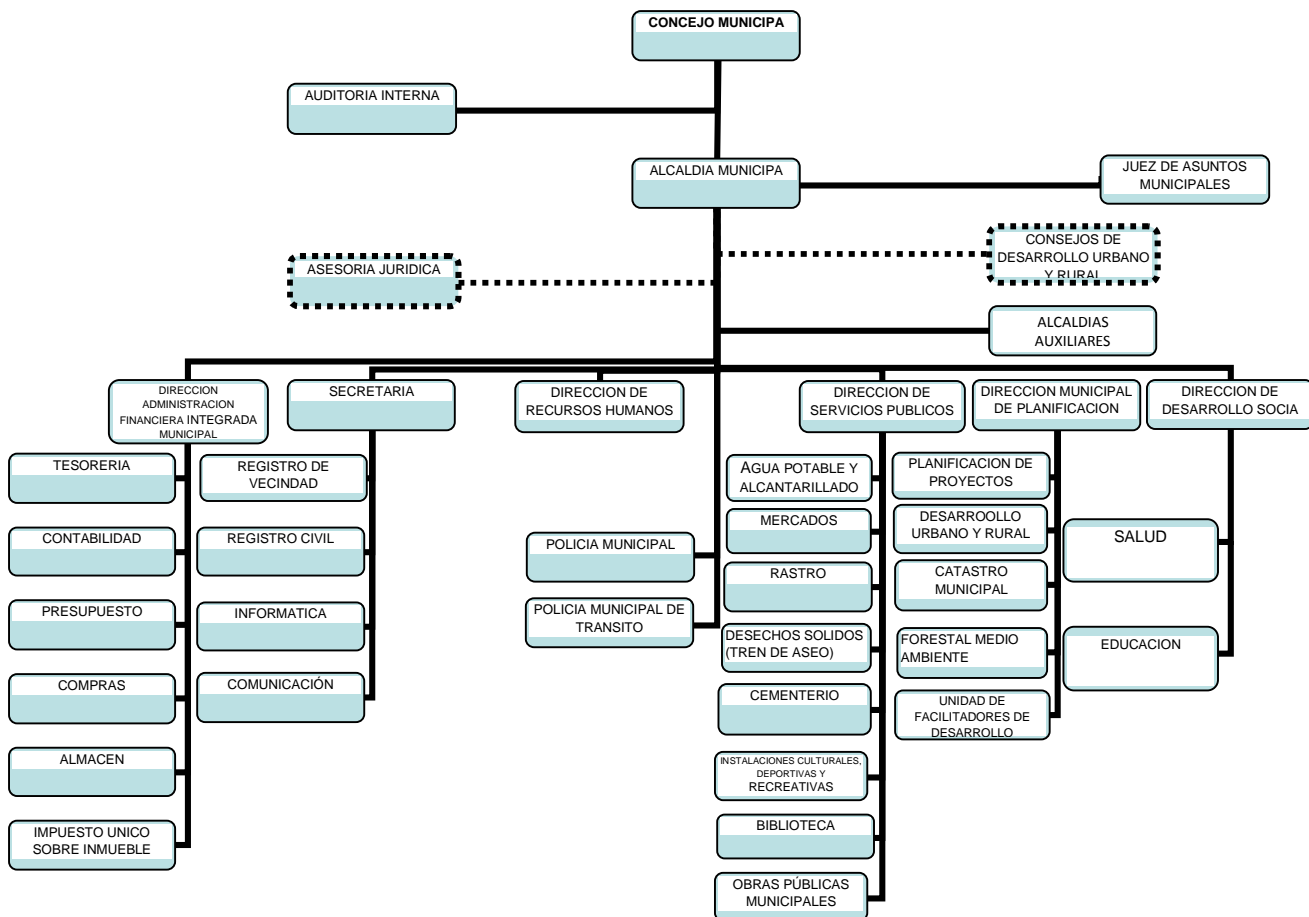 CONCEJO MUNICIPA
AUDITORIA INTERNA
ALCALDIA MUNICIPA
JUEZ DE ASUNTOS
MUNICIPALES
CONSEJOS DE
DESARROLLO URBANO
Y RURAL
ASESORIA JURIDICA
ALCALDIAS
AUXILIARES
DIRECCION
ADMINISTRACION
FINANCIERA INTEGRADA
MUNICIPAL
SECRETARIA
DIRECCION DE
RECURSOS HUMANOS
DIRECCION DE
SERVICIOS PUBLICOS
DIRECCION MUNICIPAL
DE PLANIFICACION
DIRECCION DE
DESARROLLO SOCIA
TESORERIA
CONTABILIDAD
PRESUPUESTO
COMPRAS
ALMACEN
IMPUESTO UNICO
SOBRE INMUEBLE
REGISTRO DE
VECINDAD
REGISTRO CIVIL
INFORMATICA
COMUNICACIÓN
POLICIA MUNICIPAL
POLICIA MUNICIPAL DE
TRANSITO
AGUA POTABLE Y
ALCANTARILLADO
MERCADOS
RASTRO
DESECHOS SOLIDOS
(TREN DE ASEO)
CEMENTERIO
INSTALACIONES CULTURALES,
DEPORTIVAS Y
RECREATIVAS
BIBLIOTECA
OBRAS PÚBLICAS
MUNICIPALES
PLANIFICACION DE
PROYECTOS
DESARROOLLO
URBANO Y RURAL
CATASTRO
MUNICIPAL
FORESTAL MEDIO
AMBIENTE
UNIDAD DE
FACILITADORES DE
DESARROLLO
SALUD
EDUCACION